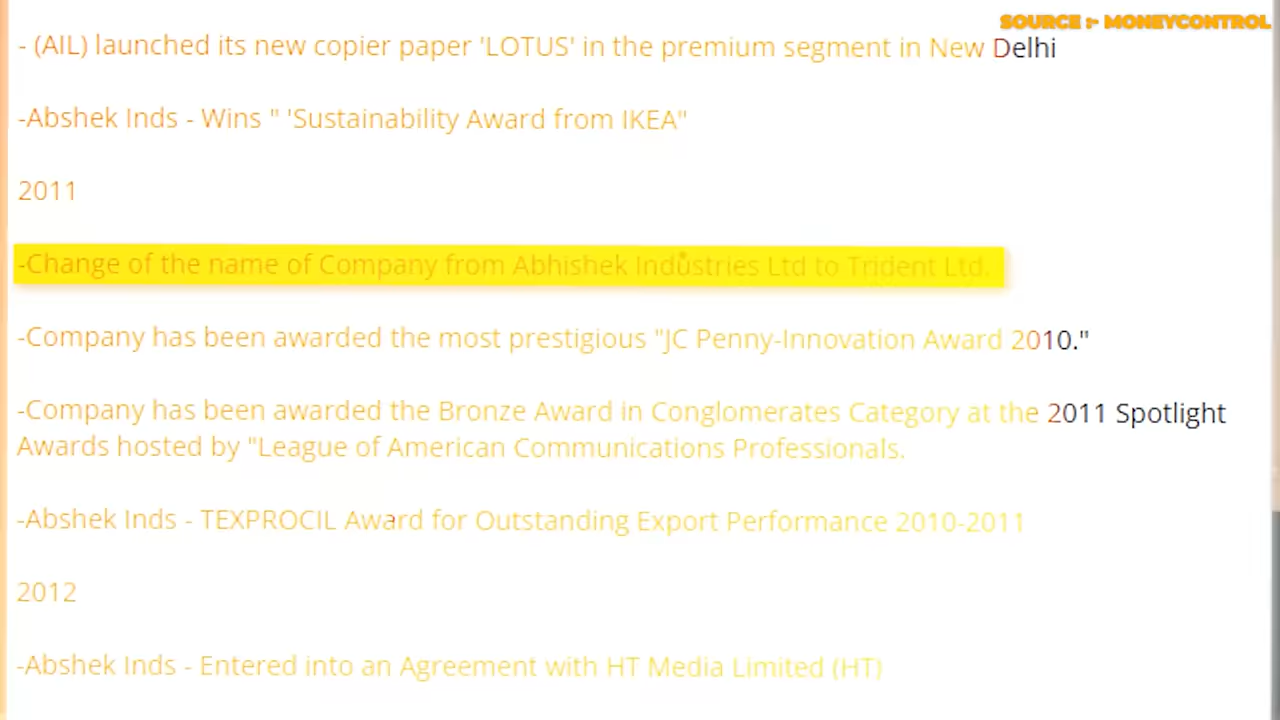 SOURCE :- MONEYCONTROL
- (AIL) launched its new copier paper 'LOTUS' in the premium segment in New Delhi
-Abshek Inds - Wins " 'Sustainability Award from IKEA"
2011
-Change of the name of Company from Abhishek Industries Ltd to Trident Ltd.
-Company has been awarded the most prestigious "JC Penny-Innovation Award 2010."
-Company has been awarded the Bronze Award in Conglomerates Category at the 2011 Spotlight
Awards hosted by "League of American Communications Professionals.
-Abshek Inds - TEXPROCIL Award for Outstanding Export Performance 2010-2011
2012
-Abshek Inds - Entered into an Agreement with HT Media Limited (HT)